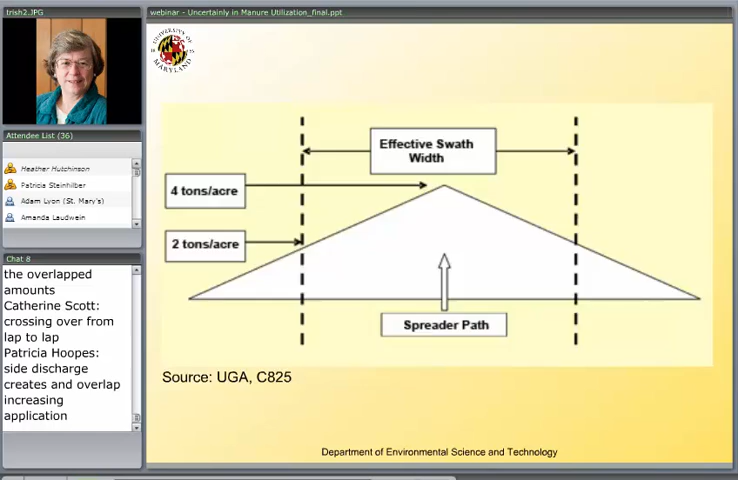 trish2.JPG
webinar - Uncertainly in Manure Utilization_final.ppt
Attendee List (36)
Heather Hutchinson
Patricia Steinhilber
Adam Lyon (St. Mary's)
Amanda Laudwein
Chat 8
the overlapped
amounts
Catherine Scott:
crossing over from
lap to lap
Patricia Hoopes:
side discharge
creates and overlap
increasing
application
UNIVERSITY OF
MARYLAND
Effective Swath
Width
4 tons/acre
2 tons/acre
Spreader Path
Source: UGA, C825
Department of Environmental Science and Technology